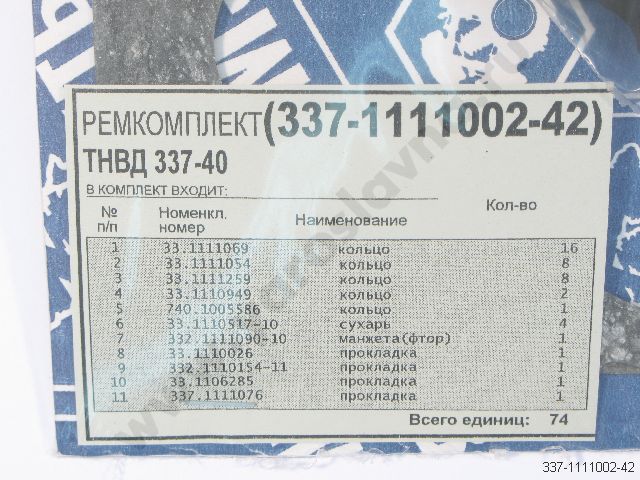 РЕМКОМПЛЕКТ(337-1111002-42)
ТНВД 337-40
В КОМПЛЕКТ ВХОДИТ:
№ п/п Номенкл. номер Наименование Кол-во
1 33.1111069 кольцо 16
2 33.1111054 кольцо 8
3 33.1111259 кольцо 8
4 33.1110949 кольцо 2
5 740.1005586 кольцо 1
6 33.1110517-10 сухарь 4
7 332.1111090-10 манжета(фтор) 1
8 33.1110026 прокладка 1
9 332.1110154-11 прокладка 1
10 33.1106285 прокладка 1
11 337.1111076 прокладка 1
Всего единиц: 74
337-1111002-42